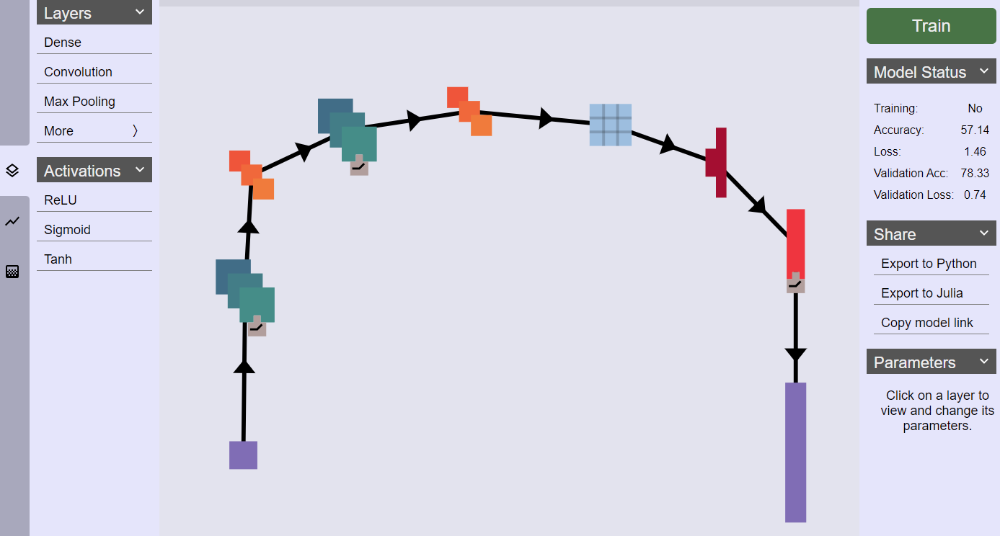 Layers
Dense
Convolution
Max Pooling
More
Activations
ReLU
Sigmoid
Tanh
Train
Model Status
Training: No
Accuracy: 57.14
Loss: 1.46
Validation Acc: 78.33
Validation Loss: 0.74
Share
Export to Python
Export to Julia
Copy model link
Parameters
Click on a layer to
view and change its
parameters.